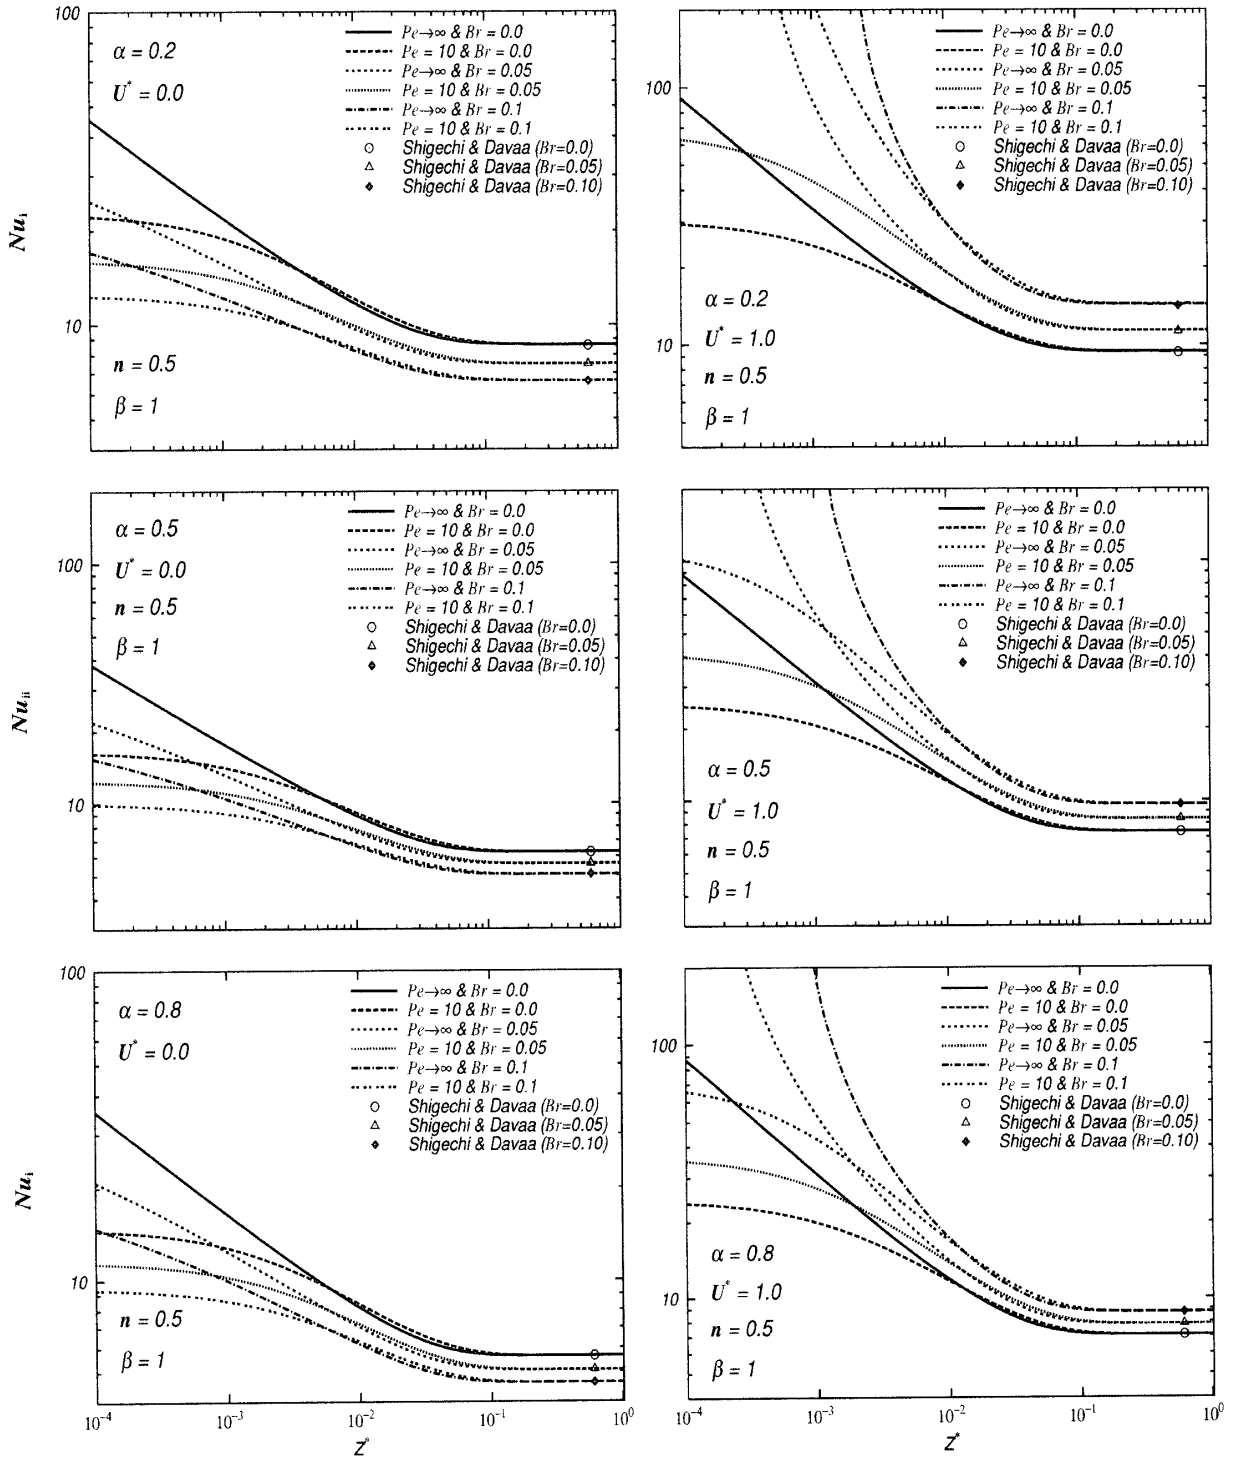 100
α = 0.2
U* = 0.0
Pe→∞ & Br = 0.0
Pe = 10 & Br = 0.0
Pe→∞ & Br = 0.05
Pe = 10 & Br = 0.05
Pe→∞ & Br = 0.1
Pe = 10 & Br = 0.1
Shigechi & Davaa (Br=0.0)
Shigechi & Davaa (Br=0.05)
Shigechi & Davaa (Br=0.10)
Nuᵢ
10
n = 0.5
β = 1
Pe→∞ & Br = 0.0
Pe = 10 & Br = 0.0
Pe→∞ & Br = 0.05
Pe = 10 & Br = 0.05
Pe→∞ & Br = 0.1
Pe = 10 & Br = 0.1
Shigechi & Davaa (Br=0.0)
Shigechi & Davaa (Br=0.05)
Shigechi & Davaa (Br=0.10)
100
α = 0.2
U* = 1.0
10
n = 0.5
β = 1
α = 0.5
100
U* = 0.0
n = 0.5
β = 1
Pe→∞ & Br = 0.0
Pe = 10 & Br = 0.0
Pe→∞ & Br = 0.05
Pe = 10 & Br = 0.05
Pe→∞ & Br = 0.1
Pe = 10 & Br = 0.1
Shigechi & Davaa (Br=0.0)
Shigechi & Davaa (Br=0.05)
Shigechi & Davaa (Br=0.10)
Nuᵢᵢ
10
Pe→∞ & Br = 0.0
Pe = 10 & Br = 0.0
Pe→∞ & Br = 0.05
Pe = 10 & Br = 0.05
Pe→∞ & Br = 0.1
Pe = 10 & Br = 0.1
Shigechi & Davaa (Br=0.0)
Shigechi & Davaa (Br=0.05)
Shigechi & Davaa (Br=0.10)
α = 0.5
U* = 1.0
n = 0.5
β = 1
100
α = 0.8
U* = 0.0
Pe→∞ & Br = 0.0
Pe = 10 & Br = 0.0
Pe→∞ & Br = 0.05
Pe = 10 & Br = 0.05
Pe→∞ & Br = 0.1
Pe = 10 & Br = 0.1
Shigechi & Davaa (Br=0.0)
Shigechi & Davaa (Br=0.05)
Shigechi & Davaa (Br=0.10)
Nuᵢ
10
n = 0.5
β = 1
10⁻⁴ 10⁻³ 10⁻² 10⁻¹ 10⁰
Z*
Pe→∞ & Br = 0.0
Pe = 10 & Br = 0.0
Pe→∞ & Br = 0.05
Pe = 10 & Br = 0.05
Pe→∞ & Br = 0.1
Pe = 10 & Br = 0.1
Shigechi & Davaa (Br=0.0)
Shigechi & Davaa (Br=0.05)
Shigechi & Davaa (Br=0.10)
100
α = 0.8
U* = 1.0
10
n = 0.5
β = 1
10⁻⁴ 10⁻³ 10⁻² 10⁻¹ 10⁰
Z*